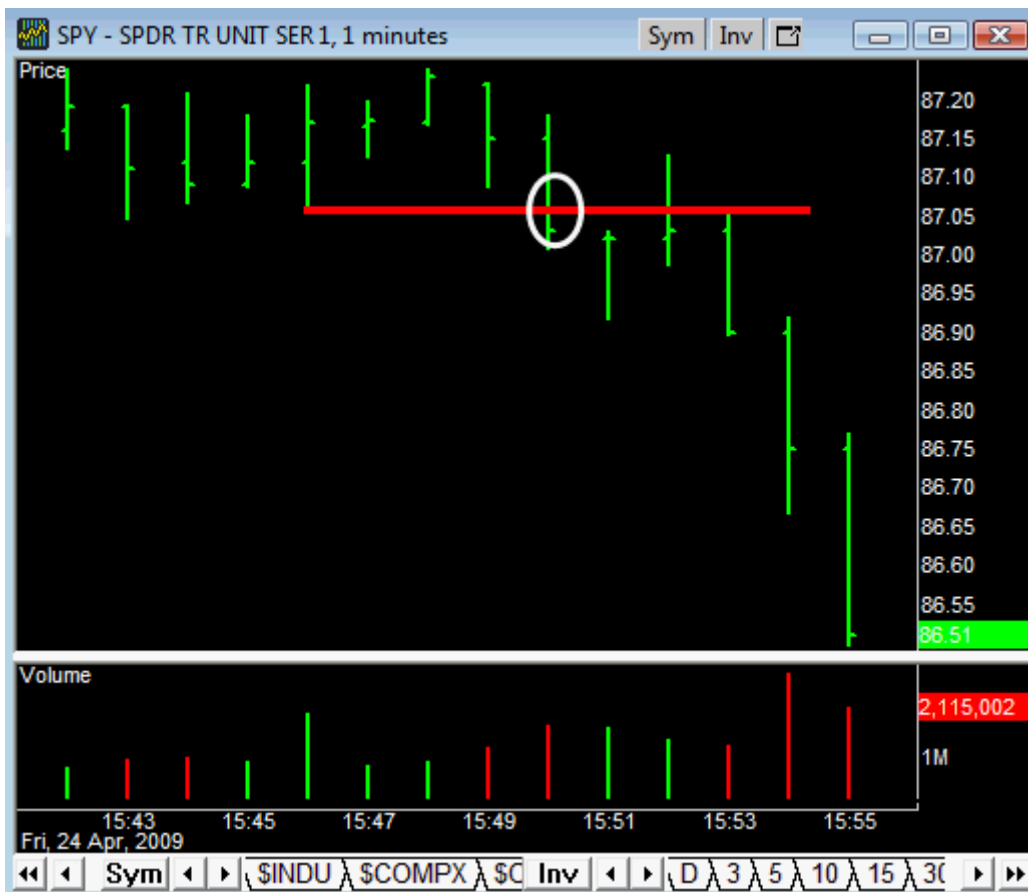 SPY - SPDR TR UNIT SER 1, 1 minutes Sym Inv
Price
87.20
87.15
87.10
87.05
87.00
86.95
86.90
86.85
86.80
86.75
86.70
86.65
86.60
86.55
86.51
Volume
2,115,002
1M
15:43 15:45 15:47 15:49 15:51 15:53 15:55
Fri, 24 Apr, 2009
Sym $INDU $COMPX $C Inv D 3 5 10 15 30